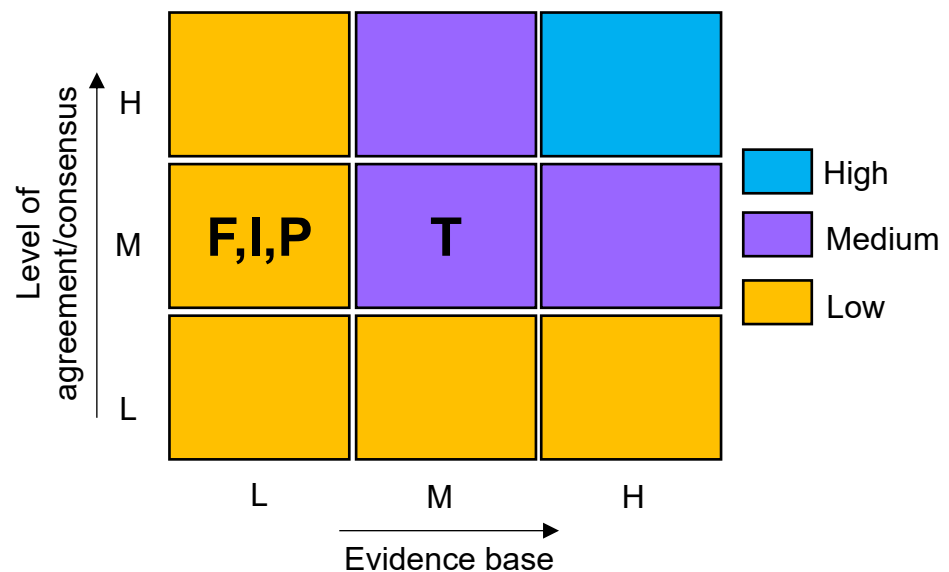 Level of
agreement/consensus
H
M
L
F,I,P
T
L
M
H
Evidence base
High
Medium
Low